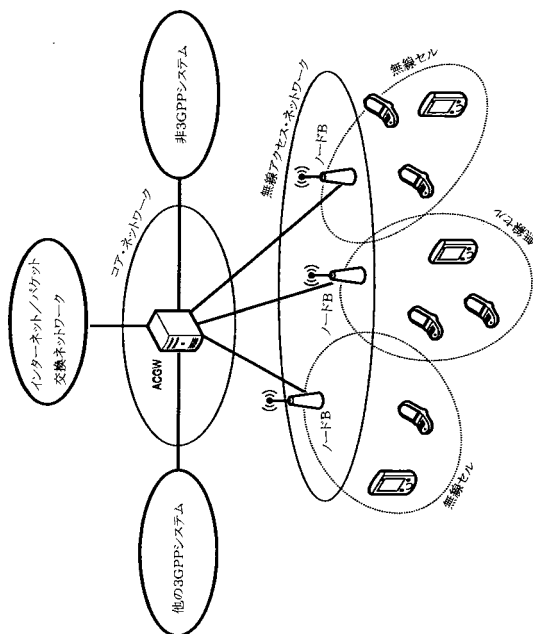 インターネット／パケット
交換ネットワーク
他の3GPPシステム
非3GPPシステム
コア・ネットワーク
ACGW
無線アクセス・ネットワーク
ノードB
ノードB
ノードB
無線セル
無線セル
無線セル